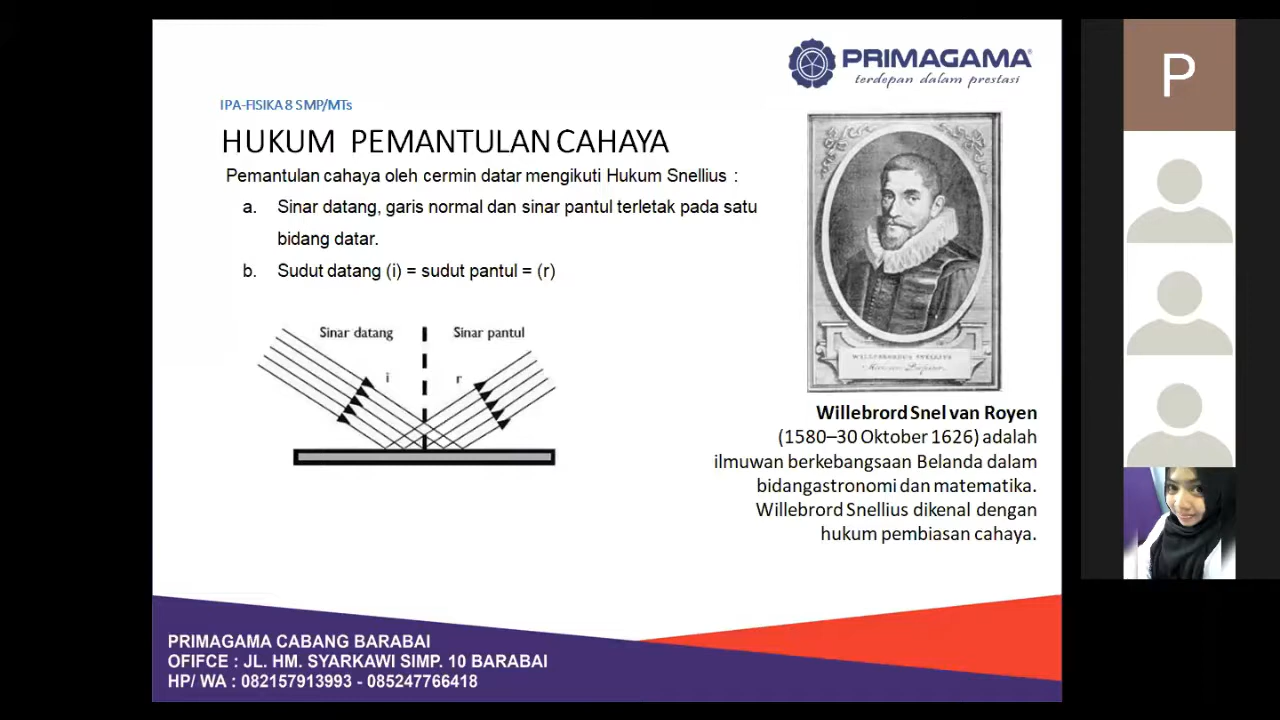 PRIMAGAMA
terdepan dalam prestasi
IPA-FISIKA 8 SMP/MTs
HUKUM PEMANTULAN CAHAYA
Pemantulan cahaya oleh cermin datar mengikuti Hukum Snellius :
a. Sinar datang, garis normal dan sinar pantul terletak pada satu
bidang datar.
b. Sudut datang (i) = sudut pantul = (r)
Sinar datang
Sinar pantul
i
r
Willebrord Snel van Royen
(1580–30 Oktober 1626) adalah
ilmuwan berkebangsaan Belanda dalam
bidangastronomi dan matematika.
Willebrord Snellius dikenal dengan
hukum pembiasan cahaya.
PRIMAGAMA CABANG BARABAI
OFIFCE : JL. HM. SYARKAWI SIMP. 10 BARABAI
HP/ WA : 082157913993 - 085247766418
P